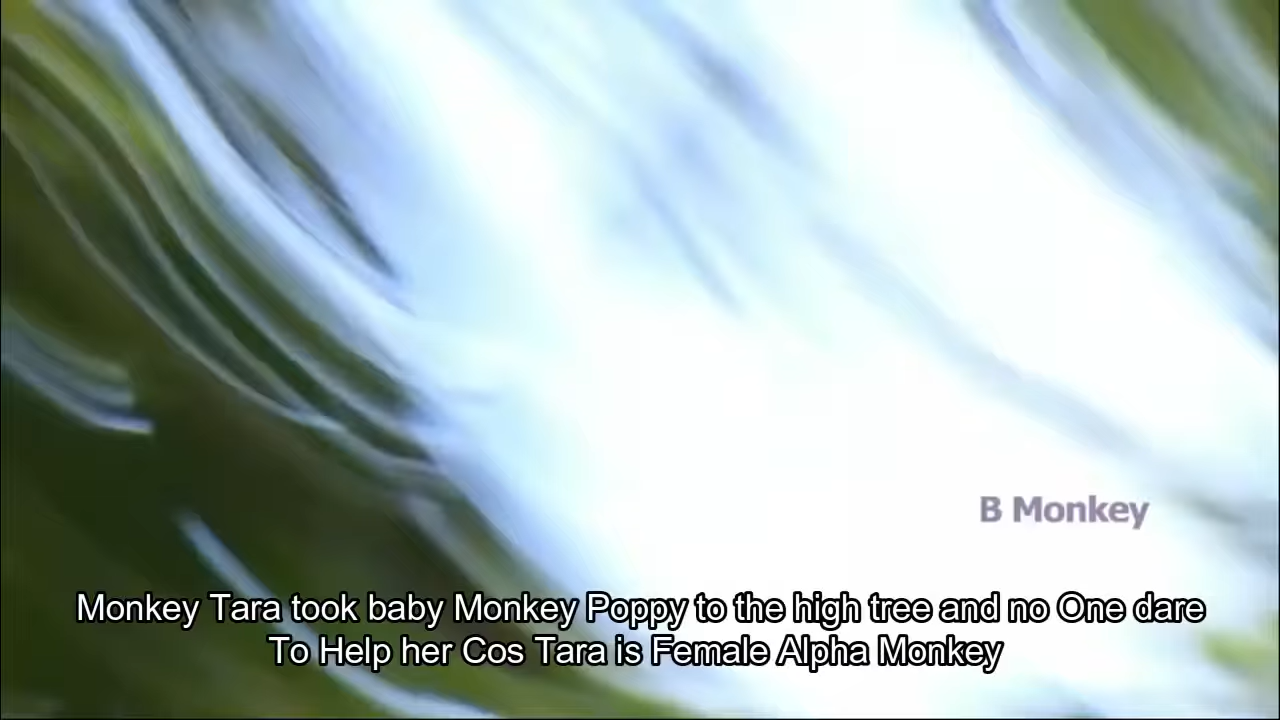 B Monkey
Monkey Tara took baby Monkey Poppy to the high tree and no One dare
To Help her Cos Tara is Female Alpha Monkey